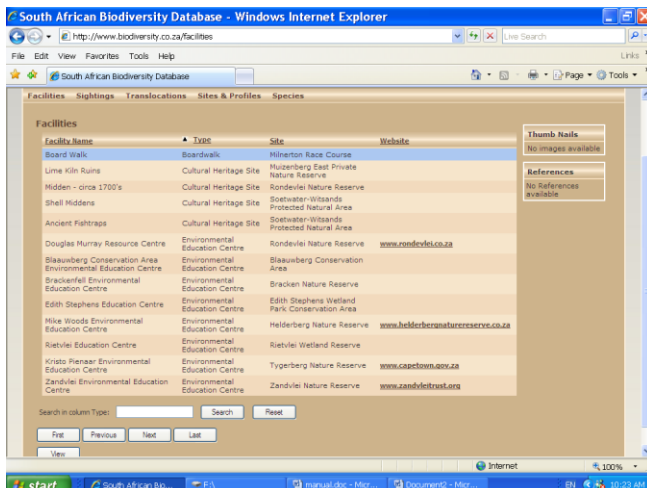 South African Biodiversity Database - Windows Internet Explorer
http://www.biodiversity.co.za/facilities
Live Search
File Edit View Favorites Tools Help
Links
South African Biodiversity Database
Page Tools
Facilities Sightings Translocations Sites & Profiles Species
Facilities
Facility Name Type Site Website
Board Walk Boardwalk Milnerton Race Course
Lime Kiln Ruins Cultural Heritage Site Muizenberg East Private
Nature Reserve
Midden - circa 1700's Cultural Heritage Site Rondevlei Nature Reserve
Shell Middens Cultural Heritage Site Soetwater-Witsands
Protected Natural Area
Ancient Fishtraps Cultural Heritage Site Soetwater-Witsands
Protected Natural Area
Douglas Murray Resource Centre Environmental
Education Centre Rondevlei Nature Reserve www.rondevlei.co.za
Blaauwberg Conservation Area
Environmental Education Centre Environmental
Education Centre Blaauwberg Conservation
Area
Brackenfell Environmental
Education Centre Environmental
Education Centre Bracken Nature Reserve
Edith Stephens Education Centre Environmental
Education Centre Edith Stephens Wetland
Park Conservation Area
Mike Woods Environmental
Education Centre Environmental
Education Centre Helderberg Nature Reserve www.helderbergnaturereserve.co.za
Rietvlei Education Centre Environmental
Education Centre Rietvlei Wetland Reserve
Kristo Pienaar Environmental
Education Centre Environmental
Education Centre Tygerberg Nature Reserve www.capetown.gov.za
Zandvlei Environmental Education
Centre Environmental
Education Centre Zandvlei Nature Reserve www.zandvleitrust.org
Thumb Nails
No images available
References
No References
available
Search in column Type: Search Reset
First Previous Next Last
View
Internet 100%
start South African Bio... F:\ manual.doc - Micr... Document2 - Micr... EN 10:23 AM